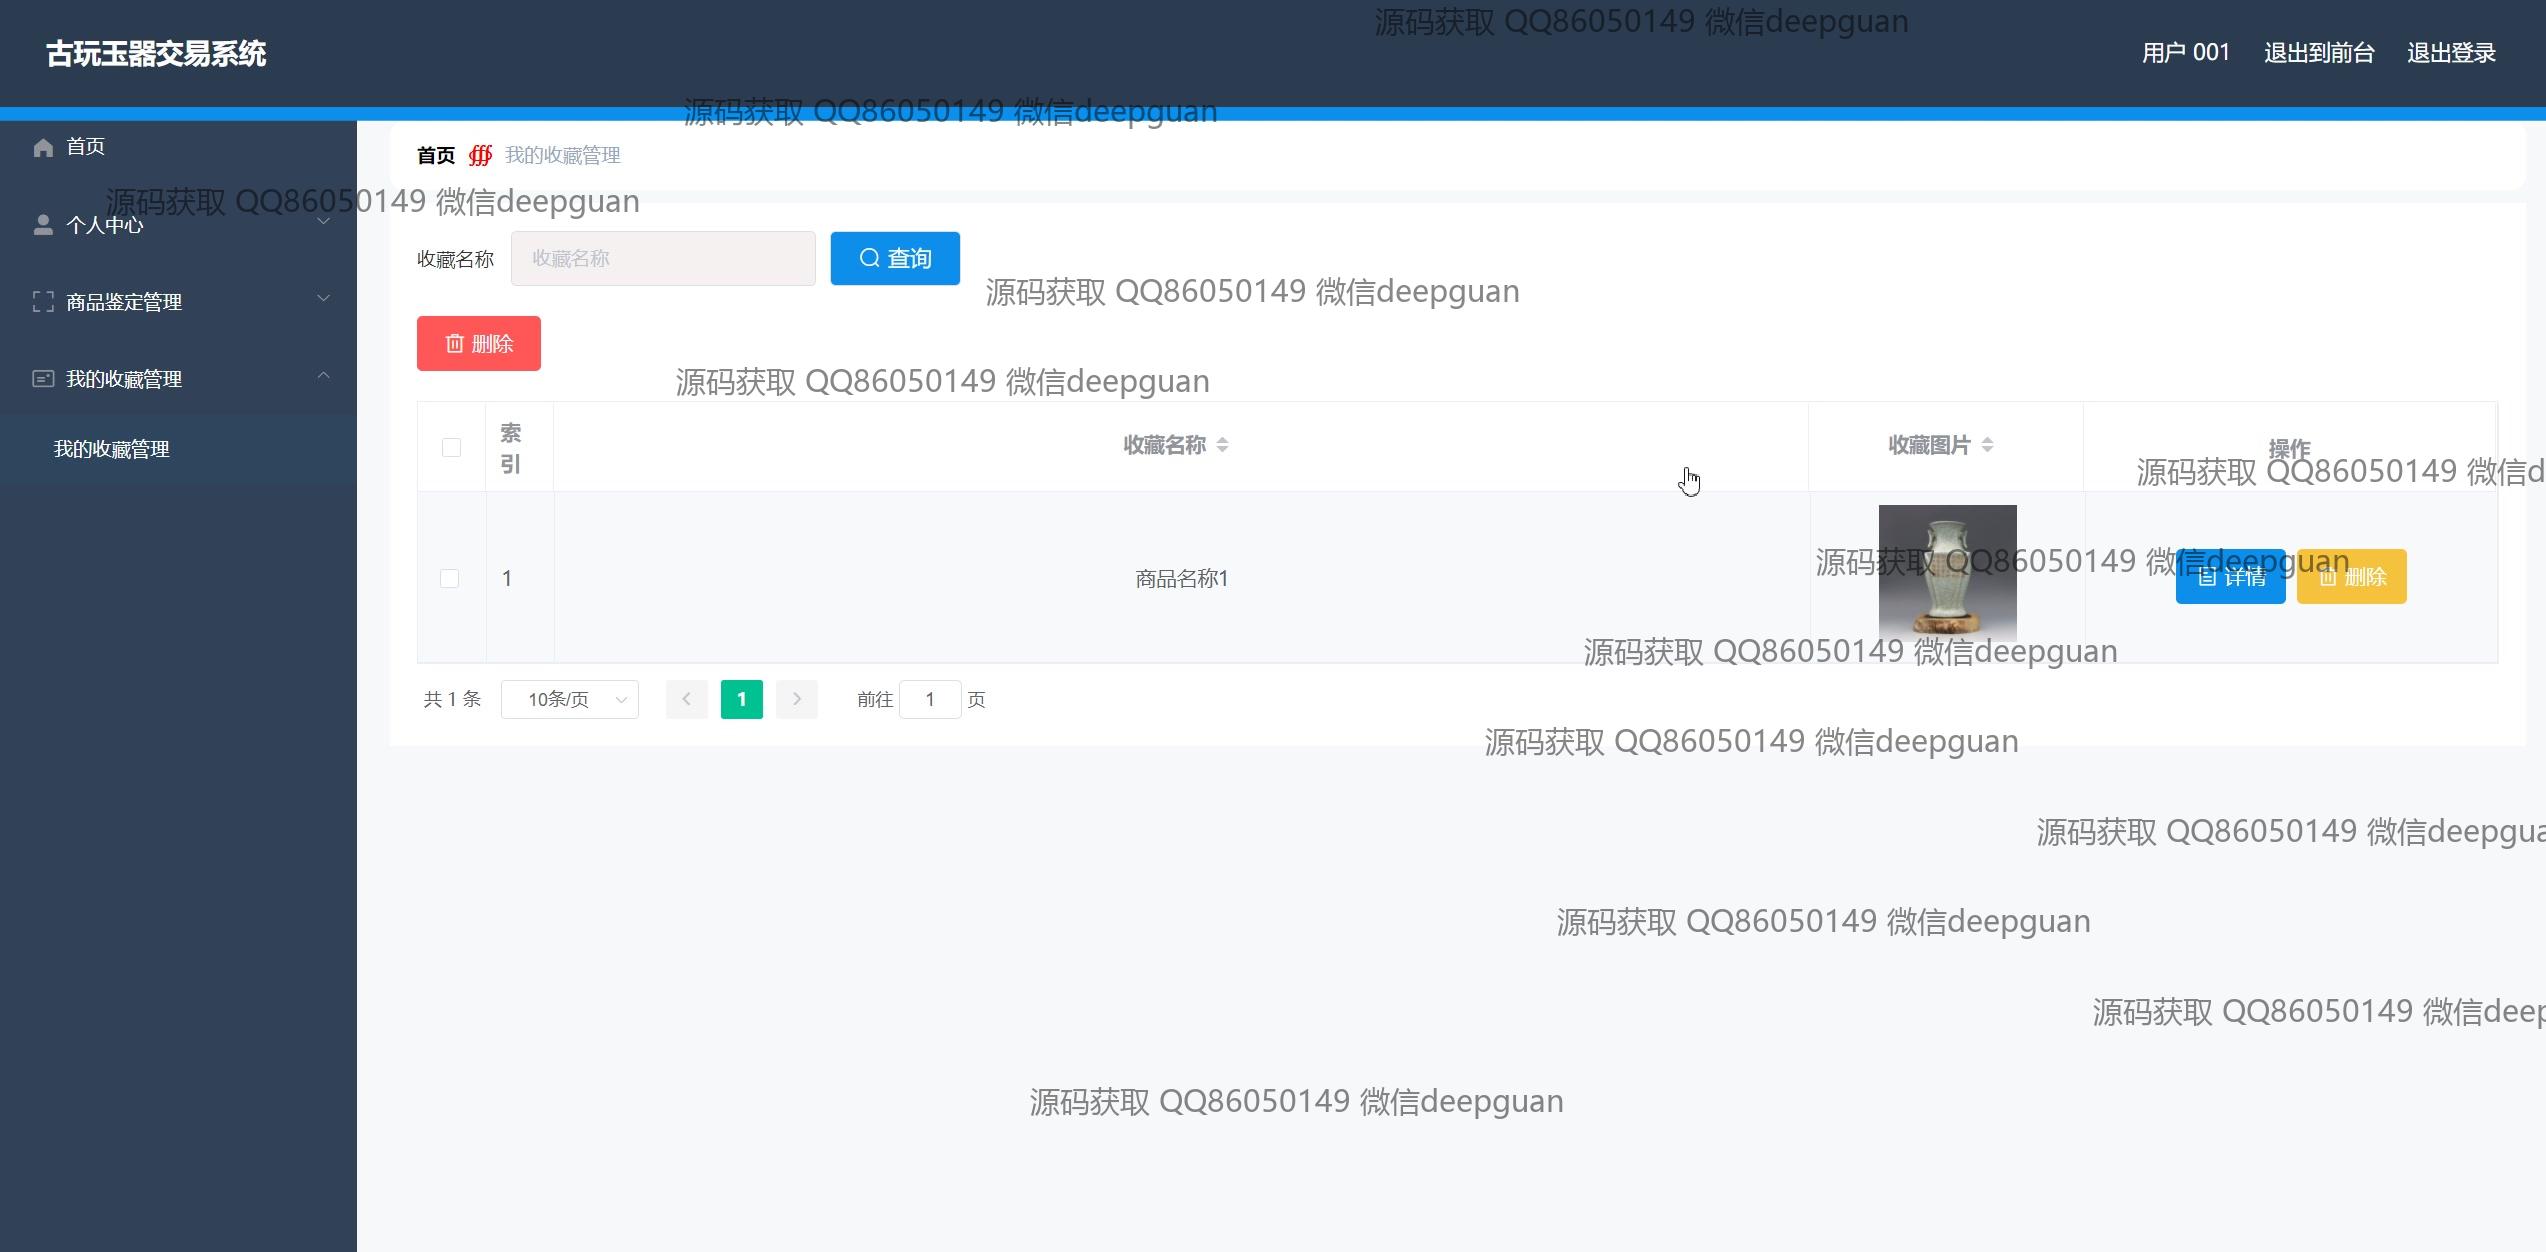 源码获取 QQ86050149 微信deepguan
古玩玉器交易系统
用户 001
退出到前台
退出登录
源码获取 QQ86050149 微信deepguan
首页
首页 我的收藏管理
源码获取 QQ86050149 微信deepguan
个人中心
收藏名称 收藏名称 查询
源码获取 QQ86050149 微信deepguan
商品鉴定管理
删除
我的收藏管理
源码获取 QQ86050149 微信deepguan
索引 收藏名称 收藏图片 操作
我的收藏管理
源码获取 QQ86050149 微信d
源码获取 QQ86050149 微信deepguan
1 商品名称1 详情 删除
源码获取 QQ86050149 微信deepguan
共 1 条 10条/页 1 前往 1 页
源码获取 QQ86050149 微信deepguan
源码获取 QQ86050149 微信deepgua
源码获取 QQ86050149 微信deepguan
源码获取 QQ86050149 微信deep
源码获取 QQ86050149 微信deepguan